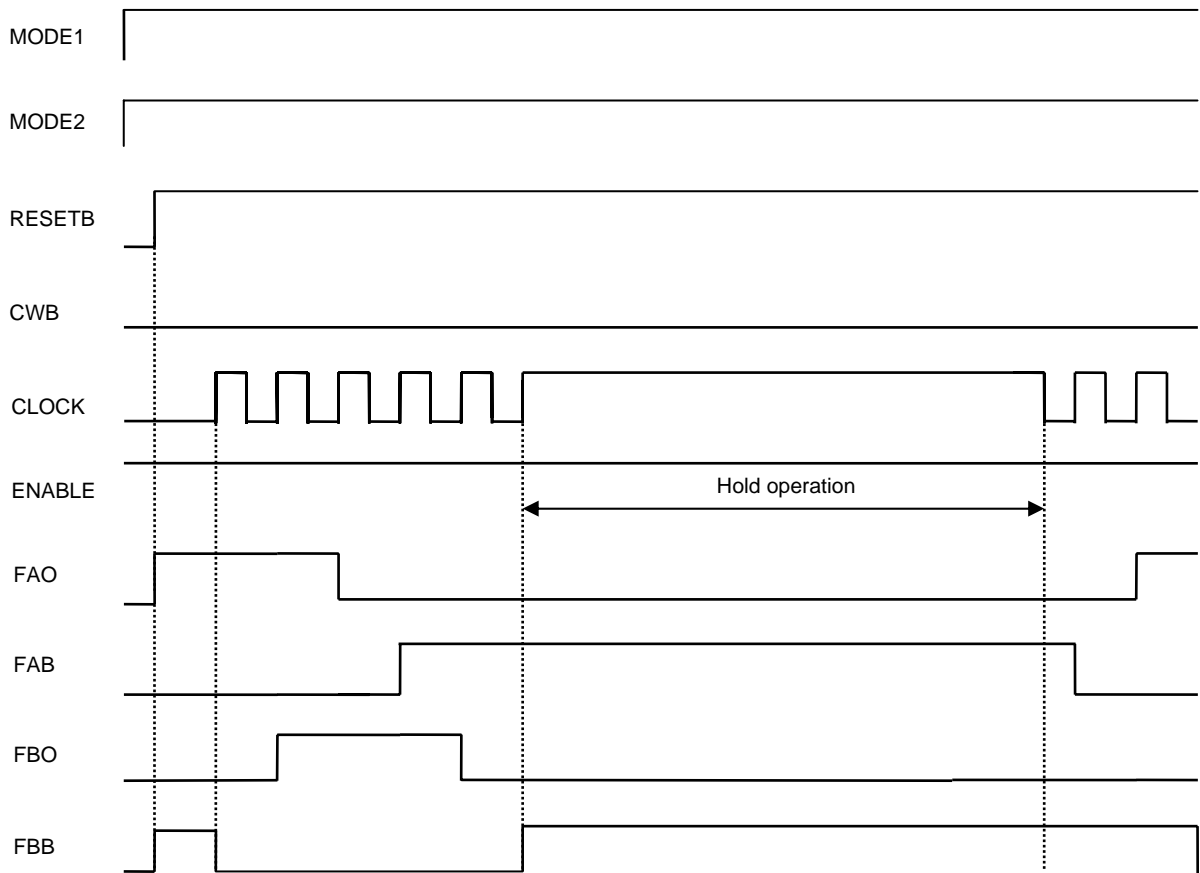 MODE1
MODE2
RESETB
CWB
CLOCK
ENABLE
Hold operation
FAO
FAB
FBO
FBB